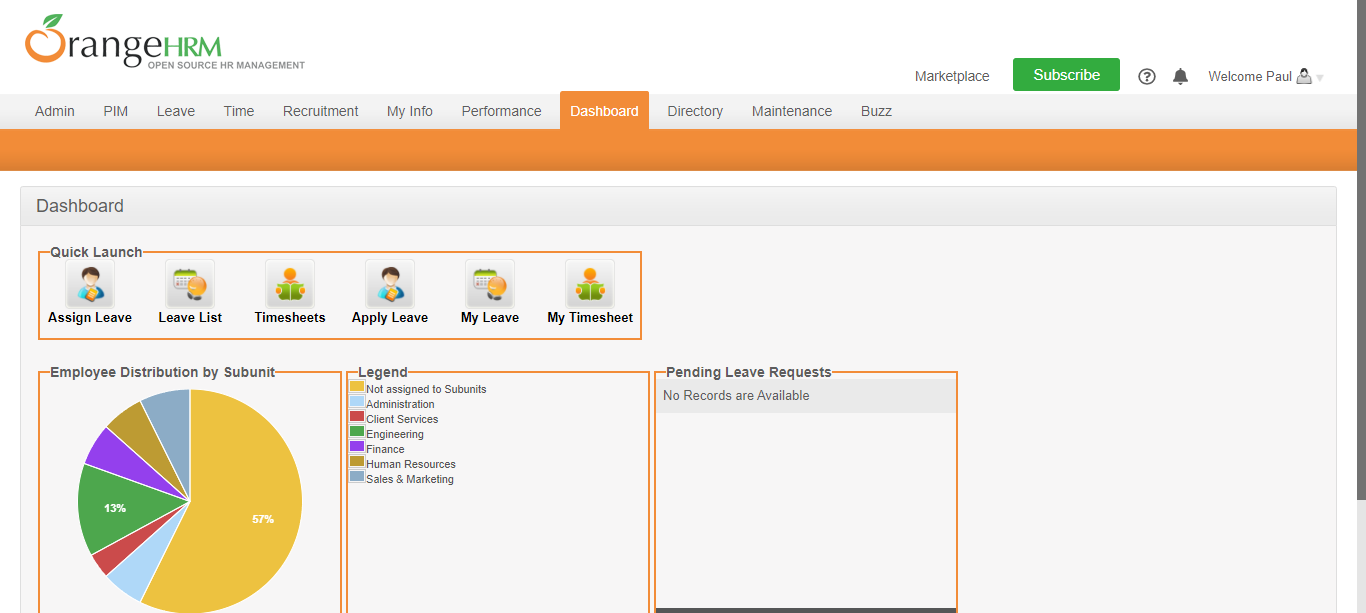 OrangeHRM
OPEN SOURCE HR MANAGEMENT
Marketplace Subscribe ? Welcome Paul
Admin PIM Leave Time Recruitment My Info Performance Dashboard Directory Maintenance Buzz
Dashboard
Quick Launch
Assign Leave Leave List Timesheets Apply Leave My Leave My Timesheet
Employee Distribution by Subunit
13%
57%
Legend
Not assigned to Subunits
Administration
Client Services
Engineering
Finance
Human Resources
Sales & Marketing
Pending Leave Requests
No Records are Available